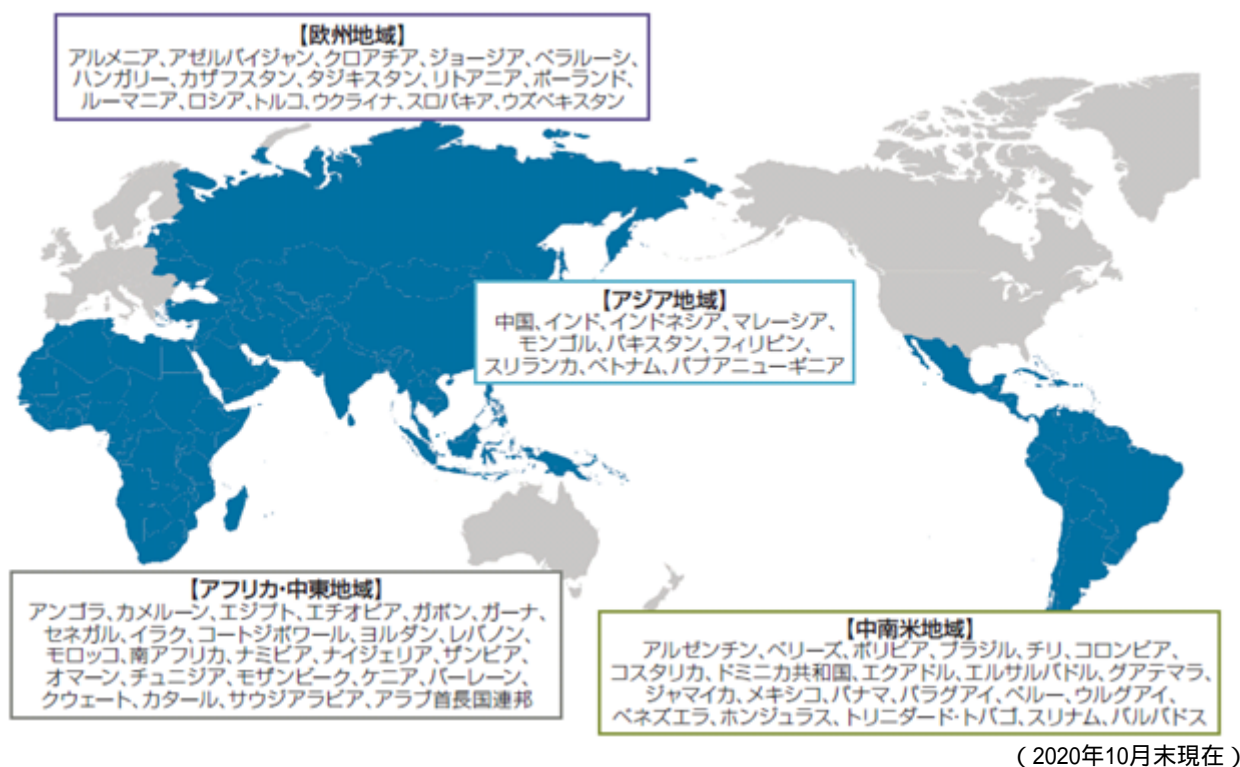 【欧州地域】
アルメニア、アゼルバイジャン、クロアチア、ジョージア、ベラルーシ、
ハンガリー、カザフスタン、タジキスタン、リトアニア、ポーランド、
ルーマニア、ロシア、トルコ、ウクライナ、スロバキア、ウズベキスタン
【アジア地域】
中国、インド、インドネシア、マレーシア、
モンゴル、パキスタン、フィリピン、
スリランカ、ベトナム、パプアニューギニア
【アフリカ・中東地域】
アンゴラ、カメルーン、エジプト、エチオピア、ガボン、ガーナ、
セネガル、イラク、コートジボワール、ヨルダン、レバノン、
モロッコ、南アフリカ、ナミビア、ナイジェリア、ザンビア、
オマーン、チュニジア、モザンビーク、ケニア、バーレーン、
クウェート、カタール、サウジアラビア、アラブ首長国連邦
【中南米地域】
アルゼンチン、ベリーズ、ボリビア、ブラジル、チリ、コロンビア、
コスタリカ、ドミニカ共和国、エクアドル、エルサルバドル、グアテマラ、
ジャマイカ、メキシコ、パナマ、パラグアイ、ペルー、ウルグアイ、
ベネズエラ、ホンジュラス、トリニダード・トバゴ、スリナム、バルバドス
（2020年10月末現在）